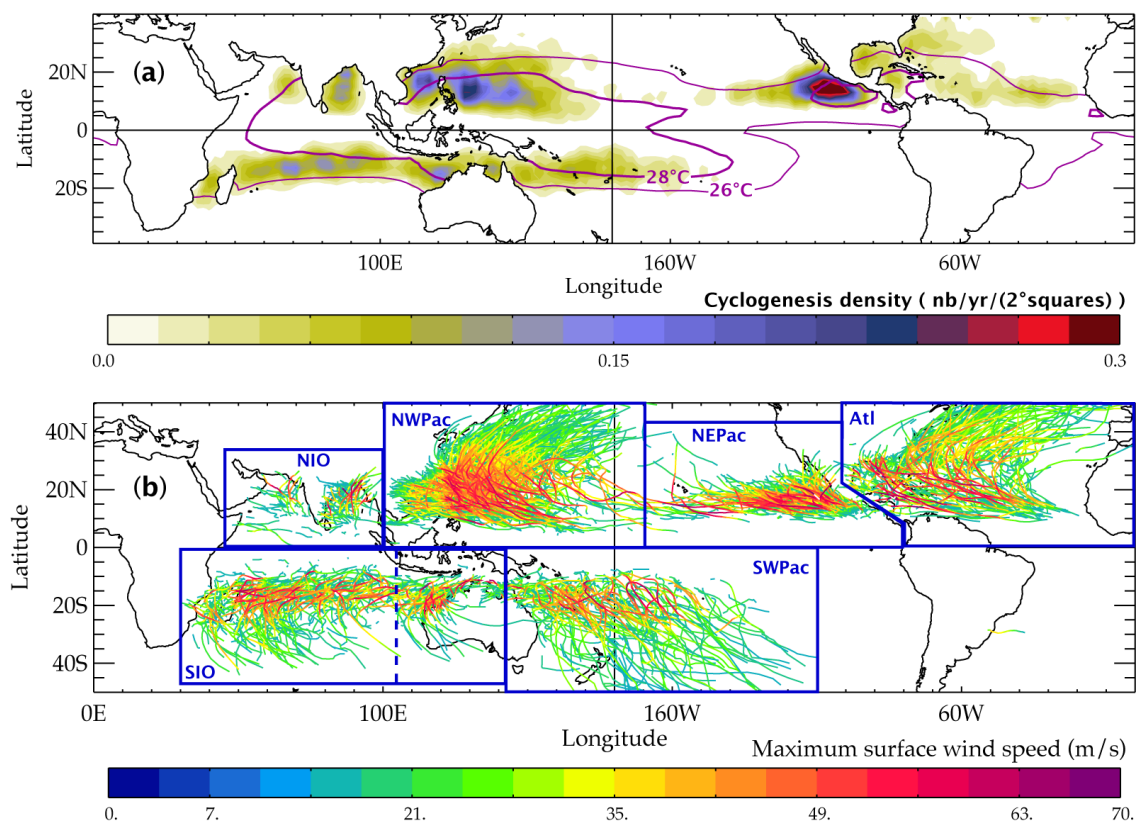 (a)
Latitude
20N
0
20S
28°C
26°C
100E
160W
60W
Longitude
Cyclogenesis density ( nb/yr/(2°squares) )
0.0
0.15
0.3
(b)
Latitude
40N
20N
0
20S
40S
NIO
NWPac
NEPac
Atl
SIO
SWPac
0E
100E
160W
60W
Longitude
Maximum surface wind speed (m/s)
0.
7.
21.
35.
49.
63.
70.